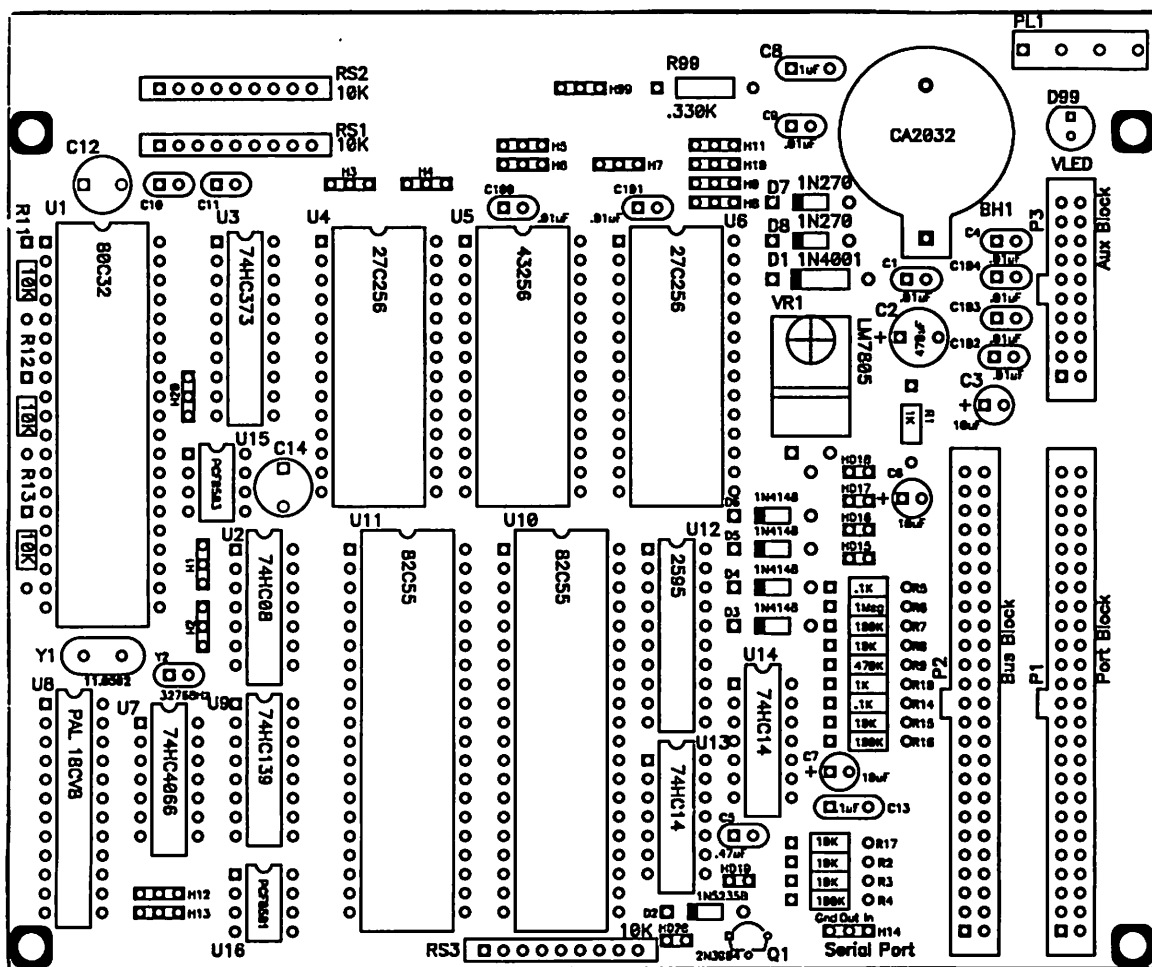 PL1
C8
1uF
R99
.330K
H99
RS2
10K
RS1
10K
C9
.01uF
CA2032
D99
VLED
C12
C10
C11
H3
H4
H5
H6
H7
H11
H10
H9
H8
C100
.01uF
C101
.01uF
D7
1N270
D8
1N270
D1
1N4001
BH1
C4
.01uF
C104
.01uF
C103
.01uF
C102
.01uF
P3
Aux Block
R11
10K
R12
10K
R13
10K
U1
80C32
U3
74HC373
U4
27C256
U5
43256
U6
27C256
VR1
LM7805
C1
.01uF
C2
470uF
C3
10uF
R1
1K
H20
U15
PCF8583
C14
HD18
HD17
HD16
HD15
C6
10uF
D6
1N4148
D5
1N4148
D4
1N4148
D3
1N4148
U2
74HC08
H1
H2
U11
82C55
U10
82C55
U12
2595
.1K
R5
1Meg
R6
100K
R7
10K
R8
470K
R9
1K
R10
.1K
R14
10K
R15
100K
R16
P2
Bus Block
P1
Port Block
Y1
11.0592
Y2
32768Hz
U8
PAL 18CV8
U7
74HC4066
U9
74HC139
U14
74HC14
U13
74HC14
C7
10uF
1uF
C13
C5
.47uF
HD19
10K
R17
10K
R2
10K
R3
100K
R4
H12
H13
U16
PCF8581
D2
1N5235B
RS3
10K
Q1
Gnd Out In
H14
Serial Port